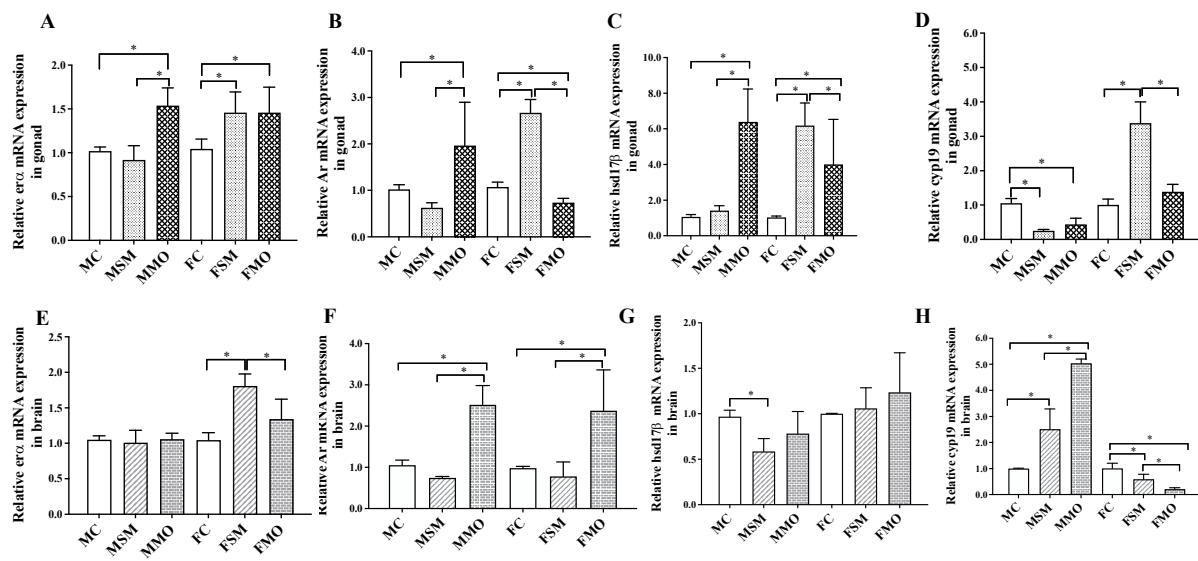 A
Relative erα mRNA expression
in gonad
2.0
1.5
1.0
0.5
0.0
*
*
*
*
MC
MSM
MMO
FC
FSM
FMO
B
Relative Ar mRNA expression
in gonad
4.0
3.0
2.0
1.0
0.0
*
*
*
*
*
MC
MSM
MMO
FC
FSM
FMO
C
Relative hsd17β mRNA expression
in gonad
10.0
8.0
6.0
4.0
2.0
0.0
*
*
*
*
*
MC
MSM
MMO
FC
FSM
FMO
D
Relative cyp19 mRNA expression
in gonad
6.0
5.0
4.0
3.0
2.0
1.0
0.0
*
*
*
*
MC
MSM
MMO
FC
FSM
FMO
E
Relative erα mRNA expression
in brain
2.5
2.0
1.5
1.0
0.5
0.0
*
*
MC
MSM
MMO
FC
FSM
FMO
F
Relative Ar mRNA expression
in brain
4.0
3.0
2.0
1.0
0.0
*
*
*
*
MC
MSM
MMO
FC
FSM
FMO
G
Relative hsd17β mRNA expression
in brain
2.0
1.5
1.0
0.5
0.0
*
MC
MSM
MMO
FC
FSM
FMO
H
Relative cyp19 mRNA expression
in brain
6.0
5.0
4.0
3.0
2.0
1.0
0.0
*
*
*
*
*
*
MC
MSM
MMO
FC
FSM
FMO